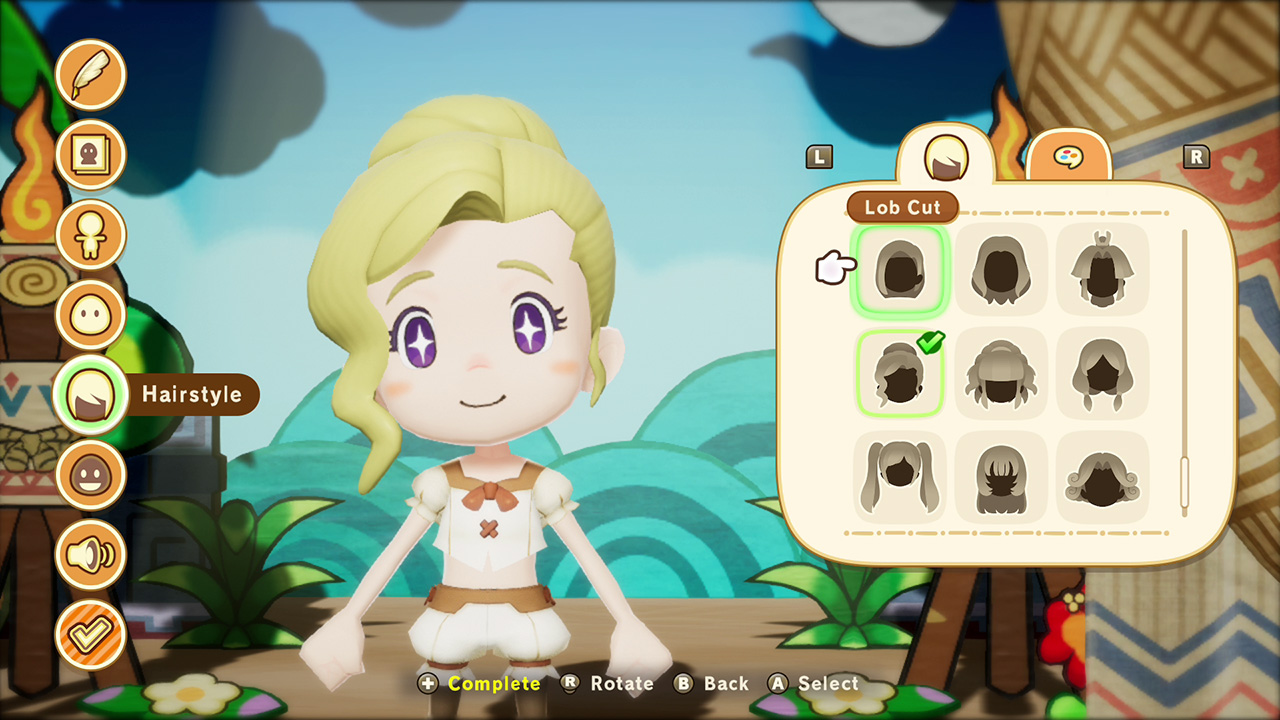 L
R
Lob Cut
Hairstyle
+ Complete
R Rotate
B Back
A Select